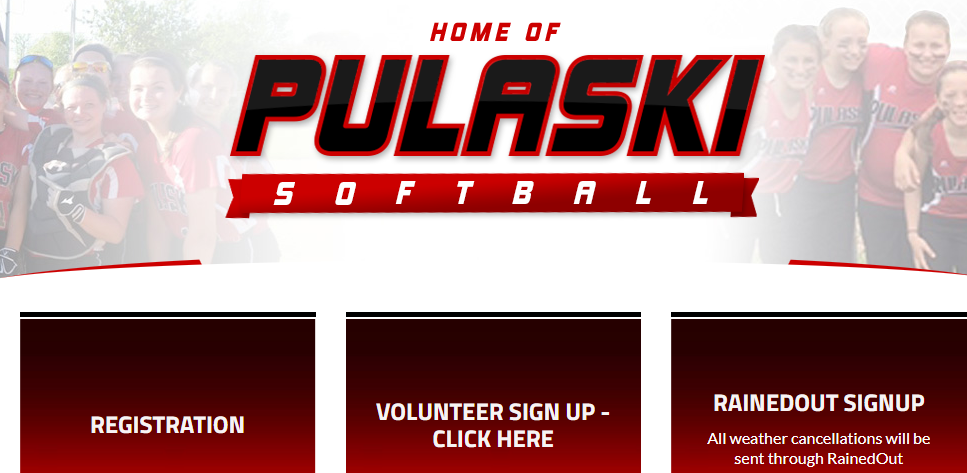 HOME OF
PULASKI
SOFTBALL
PULASKI
REGISTRATION
VOLUNTEER SIGN UP -
CLICK HERE
RAINEDOUT SIGNUP
All weather cancellations will be
sent through RainedOut